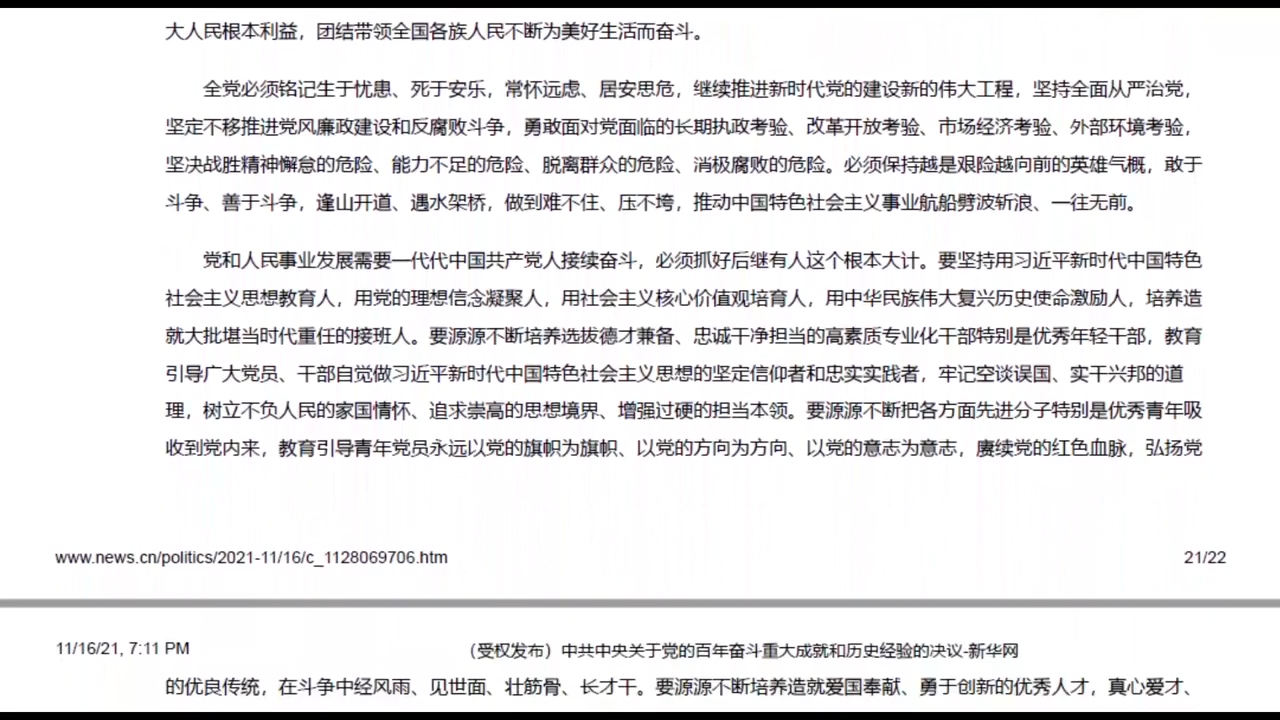 大人民根本利益，团结带领全国各族人民不断为美好生活而奋斗。
全党必须铭记生于忧患、死于安乐，常怀远虑、居安思危，继续推进新时代党的建设新的伟大工程，坚持全面从严治党，
坚定不移推进党风廉政建设和反腐败斗争，勇敢面对党面临的长期执政考验、改革开放考验、市场经济考验、外部环境考验，
坚决战胜精神懈怠的危险、能力不足的危险、脱离群众的危险、消极腐败的危险。必须保持越是艰险越向前的英雄气概，敢于
斗争、善于斗争，逢山开道、遇水架桥，做到难不住、压不垮，推动中国特色社会主义事业航船劈波斩浪、一往无前。
党和人民事业发展需要一代代中国共产党人接续奋斗，必须抓好后继有人这个根本大计。要坚持用习近平新时代中国特色
社会主义思想教育人，用党的理想信念凝聚人，用社会主义核心价值观培育人，用中华民族伟大复兴历史使命激励人，培养造
就大批堪当时代重任的接班人。要源源不断培养选拔德才兼备、忠诚干净担当的高素质专业化干部特别是优秀年轻干部，教育
引导广大党员、干部自觉做习近平新时代中国特色社会主义思想的坚定信仰者和忠实实践者，牢记空谈误国、实干兴邦的道
理，树立不负人民的家国情怀、追求崇高的思想境界、增强过硬的担当本领。要源源不断把各方面先进分子特别是优秀青年吸
收到党内来，教育引导青年党员永远以党的旗帜为旗帜、以党的方向为方向、以党的意志为意志，赓续党的红色血脉，弘扬党
www.news.cn/politics/2021-11/16/c_1128069706.htm 21/22
11/16/21, 7:11 PM （受权发布）中共中央关于党的百年奋斗重大成就和历史经验的决议-新华网
的优良传统，在斗争中经风雨、见世面、壮筋骨、长才干。要源源不断培养造就爱国奉献、勇于创新的优秀人才，真心爱才、